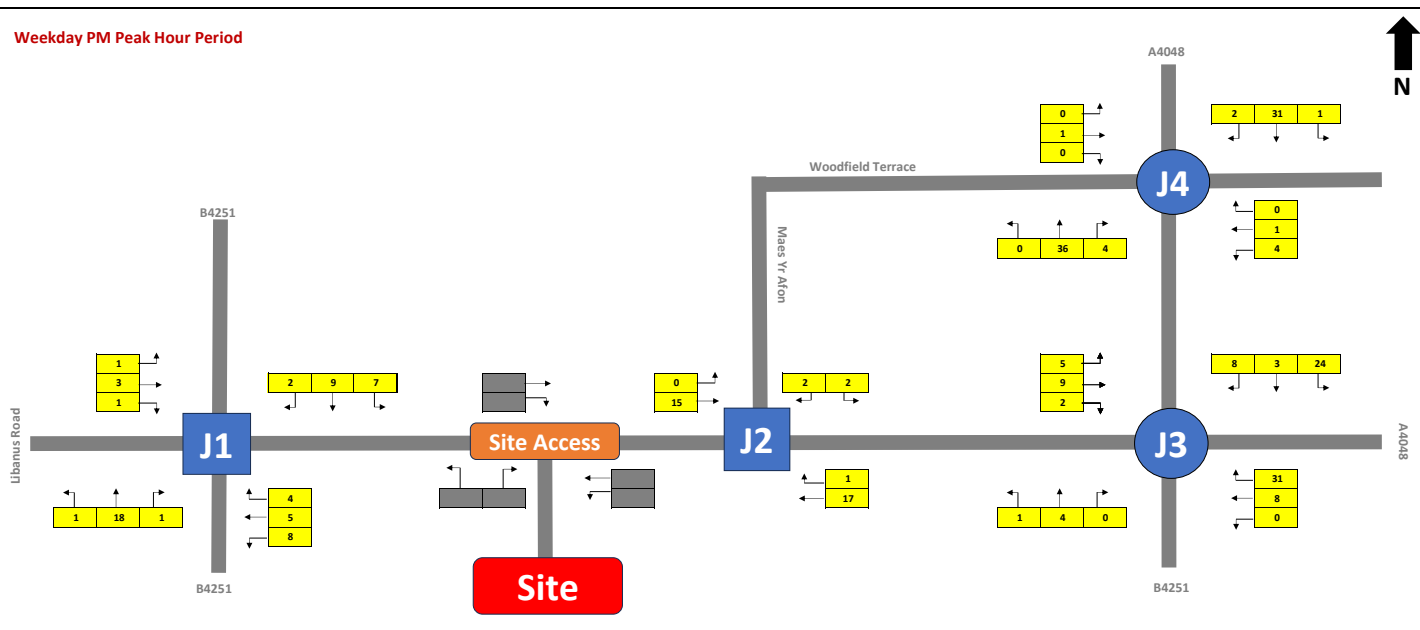 Weekday PM Peak Hour Period
A4048
N
0
1
0
2 31 1
Woodfield Terrace
J4
B4251
0 36 4
0
1
4
Maes Yr Afon
1
3
1
2 9 7
0
15
2 2
5
9
2
8 3 24
Libanus Road
J1
Site Access
J2
J3
A4048
1 18 1
4
5
8
1
17
1 4 0
31
8
0
B4251
Site
B4251